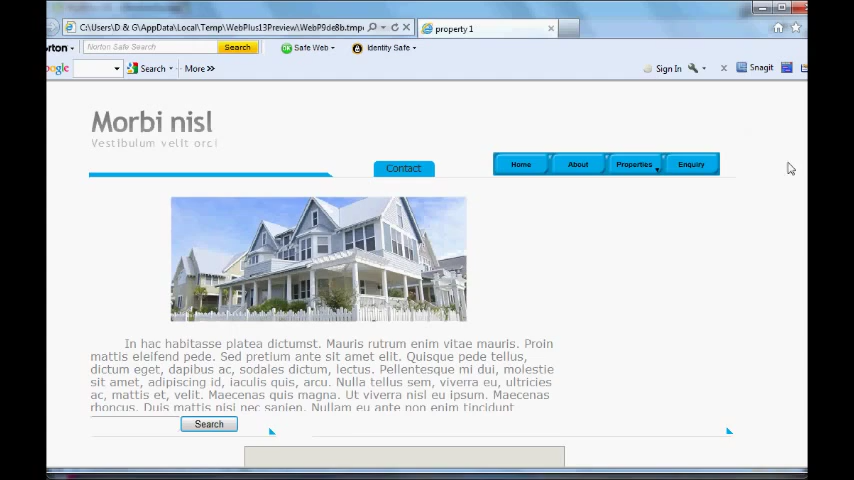 C:\Users\D & G\AppData\Local\Temp\WebPlus13Preview\WebP9de8b.tmp
property 1
orton
Norton Safe Search
Search
Safe Web
Identity Safe
ogle
Search
More >>
Sign In
Snagit
Morbi nisl
Vestibulum velit orci
Contact
Home
About
Properties
Enquiry
In hac habitasse platea dictumst. Mauris rutrum enim vitae mauris. Proin
mattis eleifend pede. Sed pretium ante sit amet elit. Quisque pede tellus,
dictum eget, dapibus ac, sodales dictum, lectus. Pellentesque mi dui, molestie
sit amet, adipiscing id, iaculis quis, arcu. Nulla tellus sem, viverra eu, ultricies
ac, mattis et, velit. Maecenas quis magna. Ut viverra nisl eu ipsum. Maecenas
rhoncus. Duis mattis nisi nec sapien. Nullam eu ante non enim tincidunt
Search